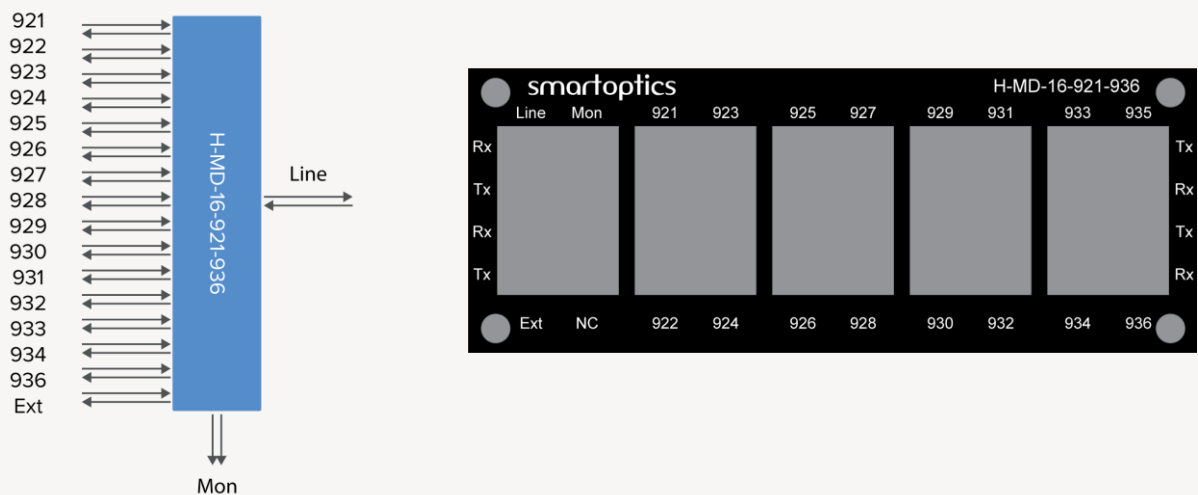 921
922
923
924
925
926
927
928
929
930
931
932
933
934
936
Ext
H-MD-16-921-936
Line
Mon
smartoptics H-MD-16-921-936
Line Mon 921 923 925 927 929 931 933 935
Rx Tx
Tx Rx
Rx Tx
Tx Rx
Ext NC 922 924 926 928 930 932 934 936